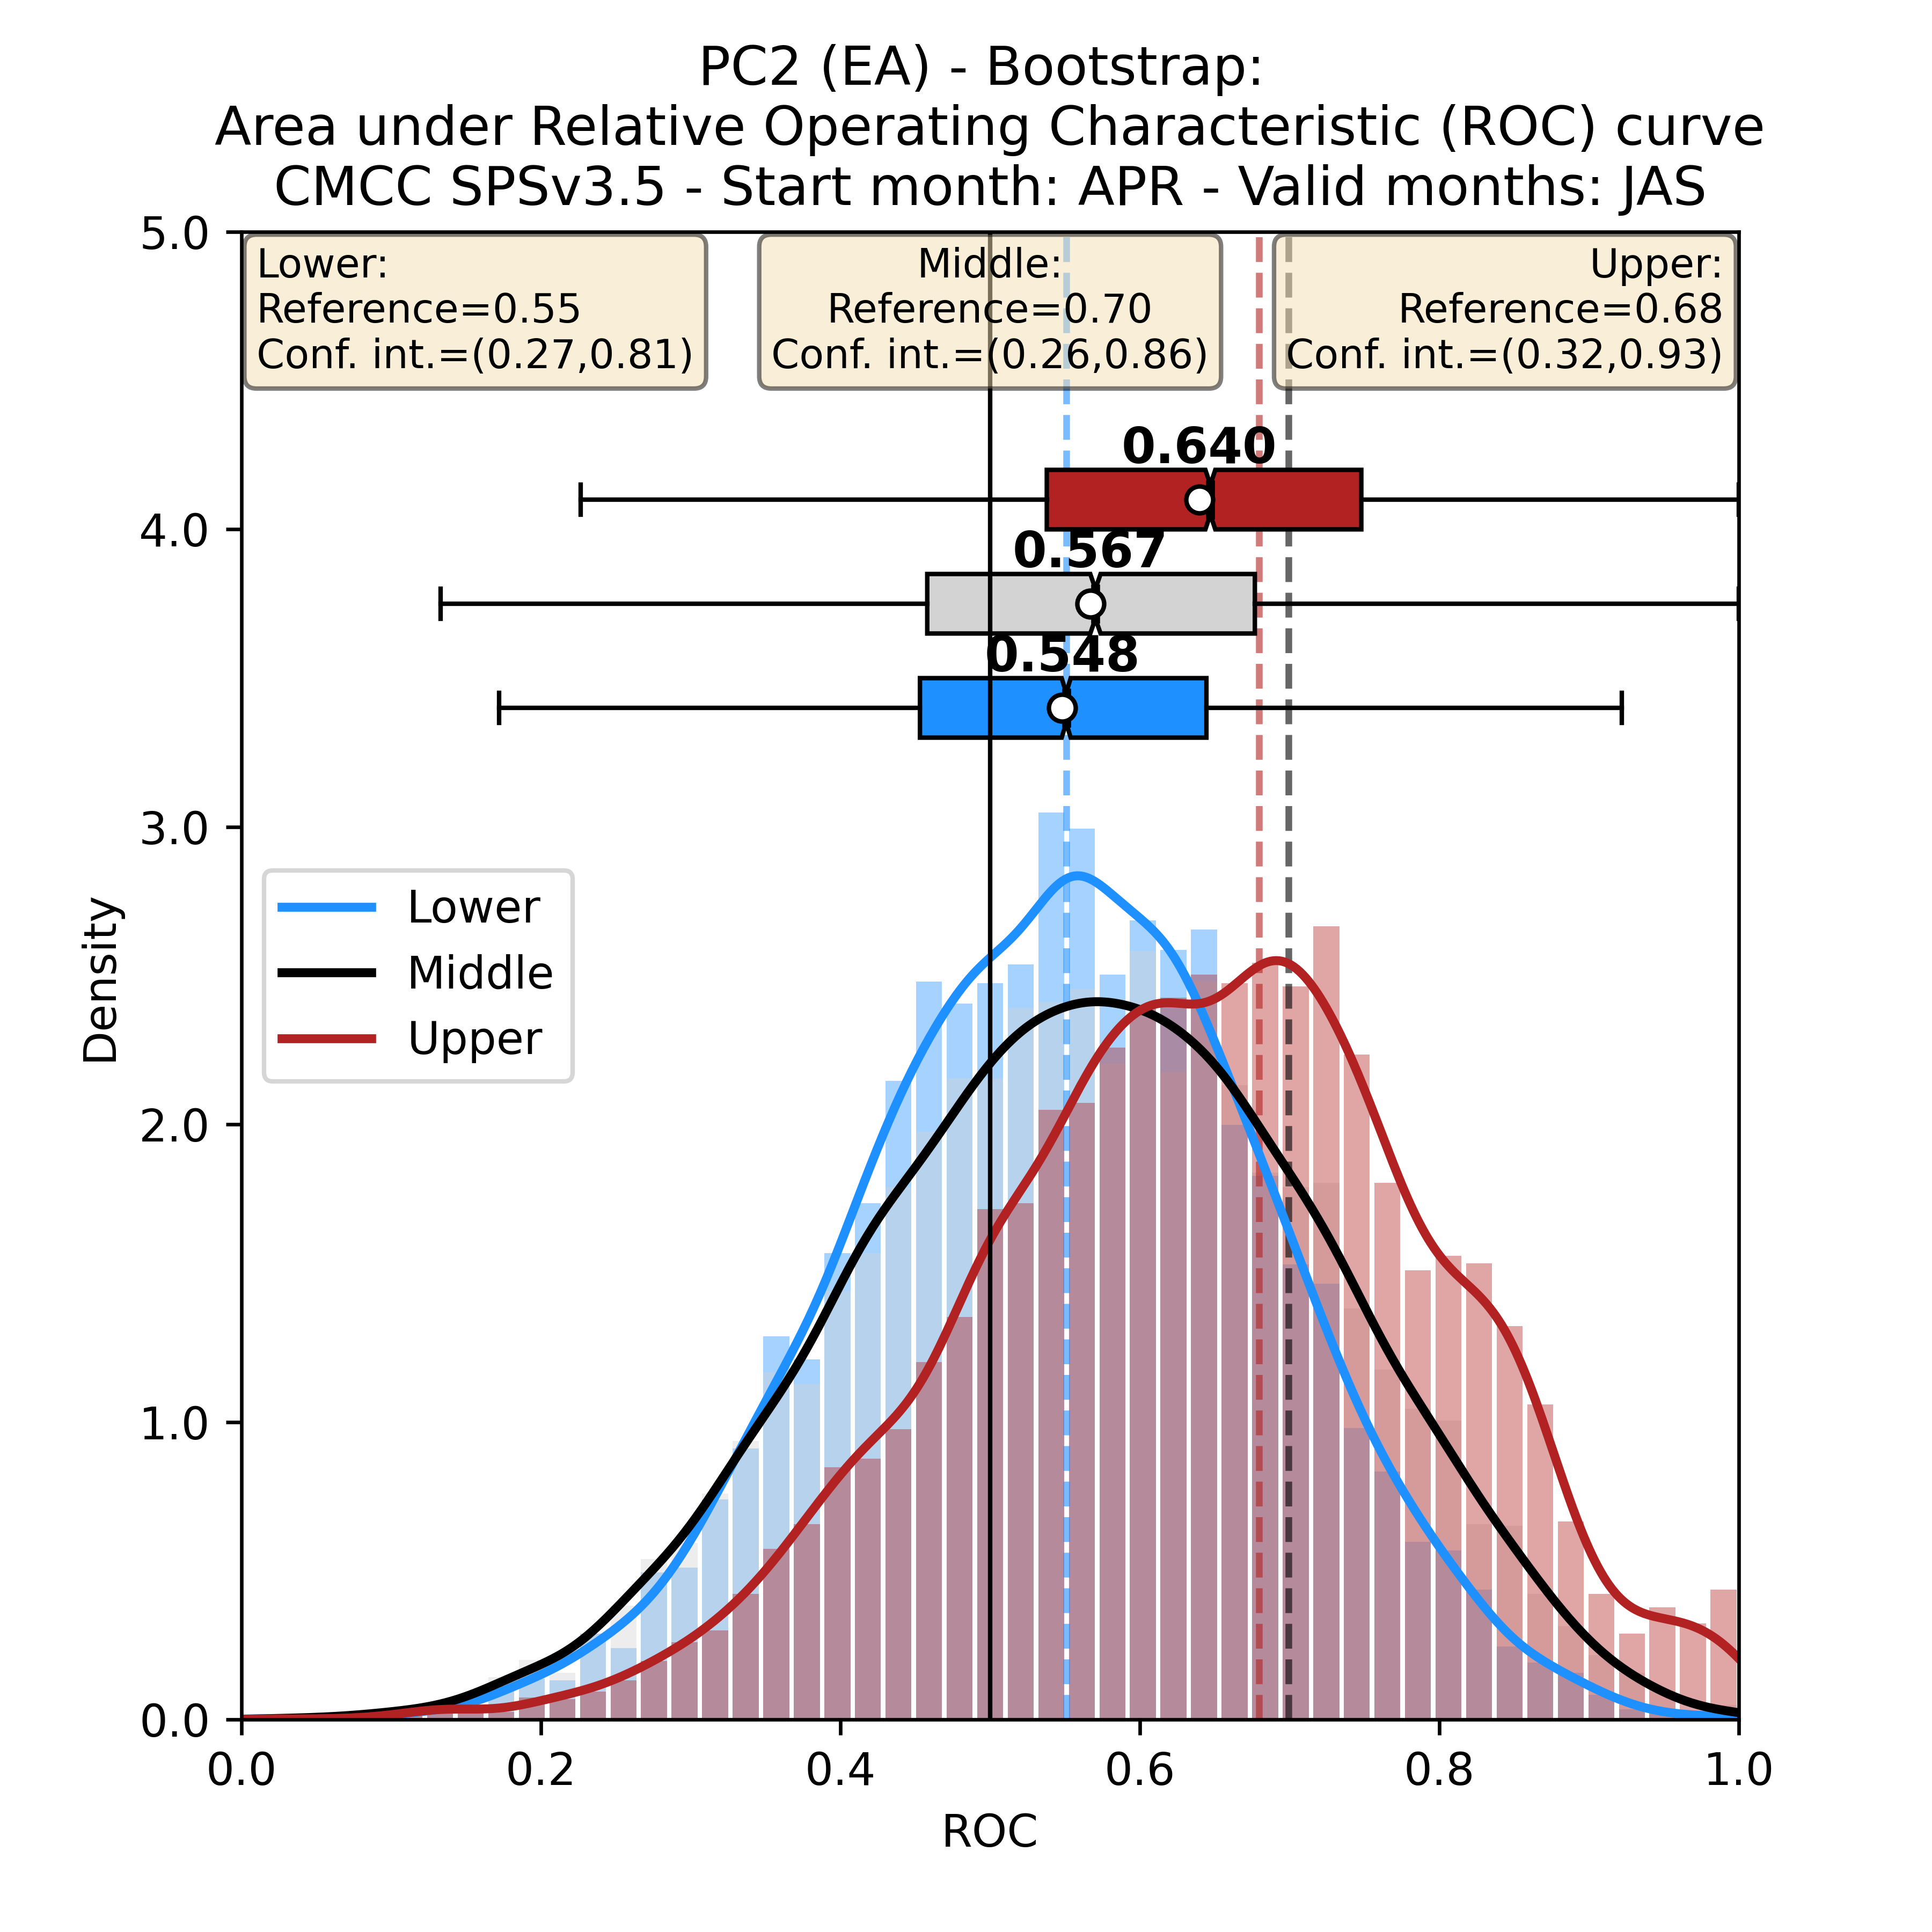 PC2 (EA) - Bootstrap:
Area under Relative Operating Characteristic (ROC) curve
CMCC SPSv3.5 - Start month: APR - Valid months: JAS
Lower:
Reference=0.55
Conf. int.=(0.27,0.81)
Middle:
Reference=0.70
Conf. int.=(0.26,0.86)
Upper:
Reference=0.68
Conf. int.=(0.32,0.93)
0.640
0.567
0.548
Lower
Middle
Upper
Density
5.0
4.0
3.0
2.0
1.0
0.0
0.0 0.2 0.4 0.6 0.8 1.0
ROC